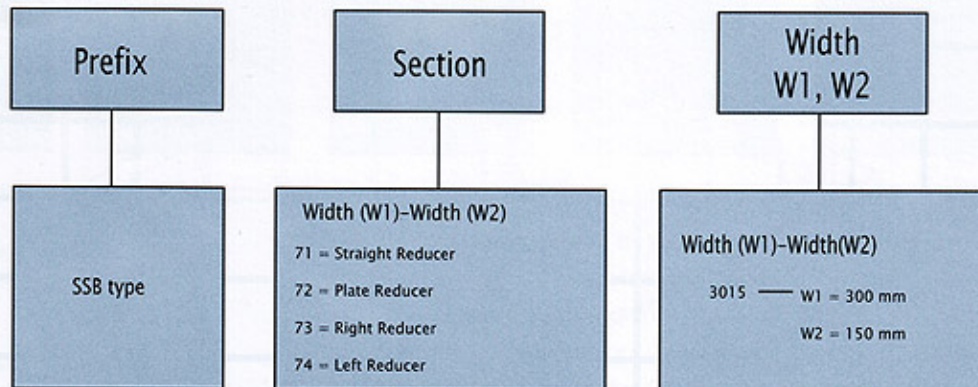 Prefix
Section
Width
W1, W2
SSB type
Width (W1)–Width (W2)
71 = Straight Reducer
72 = Plate Reducer
73 = Right Reducer
74 = Left Reducer
Width (W1)–Width(W2)
3015 — W1 = 300 mm
W2 = 150 mm